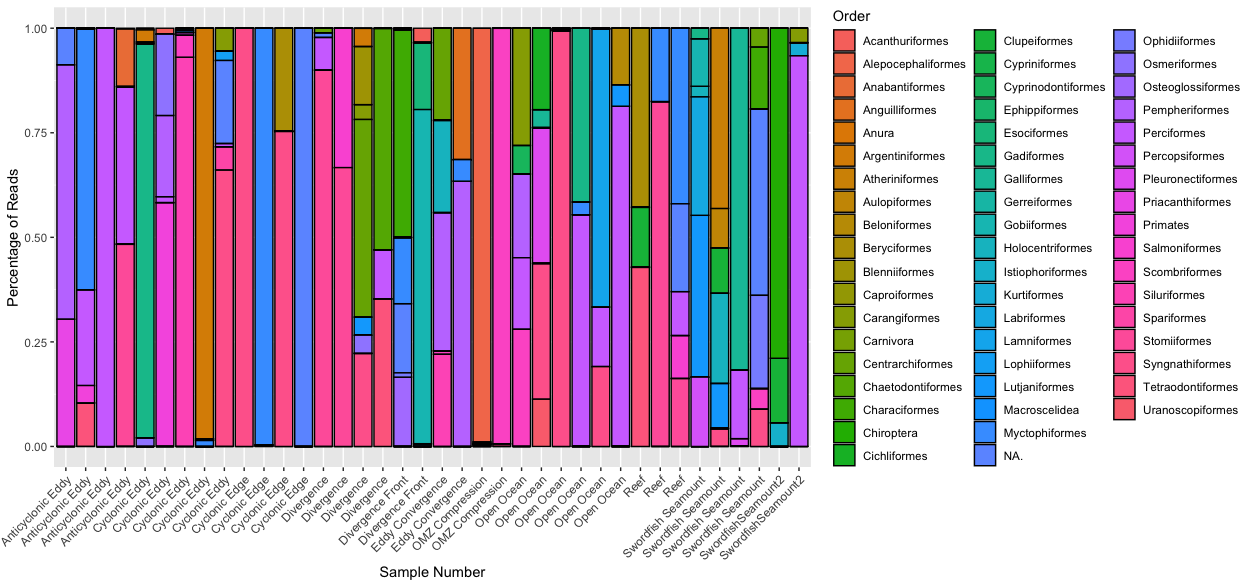 1.00
0.75
0.50
0.25
0.00
Percentage of Reads
Anticyclonic Eddy
Anticyclonic Eddy
Anticyclonic Eddy
Anticyclonic Eddy
Cyclonic Eddy
Cyclonic Eddy
Cyclonic Eddy
Cyclonic Eddy
Cyclonic Eddy
Cyclonic Edge
Cyclonic Edge
Cyclonic Edge
Cyclonic Edge
Divergence
Divergence
Divergence
Divergence
Divergence Front
Divergence Front
Eddy Convergence
Eddy Convergence
OMZ Compression
OMZ Compression
Open Ocean
Open Ocean
Open Ocean
Open Ocean
Open Ocean
Open Ocean
Reef
Reef
Reef
Swordfish Seamount
Swordfish Seamount
Swordfish Seamount
Swordfish Seamount
SwordfishSeamount2
SwordfishSeamount2
Sample Number
Order
Acanthuriformes
Alepocephaliformes
Anabantiformes
Anguilliformes
Anura
Argentiniformes
Atheriniformes
Aulopiformes
Beloniformes
Beryciformes
Blenniiformes
Caproiformes
Carangiformes
Carnivora
Centrarchiformes
Chaetodontiformes
Characiformes
Chiroptera
Cichliformes
Clupeiformes
Cypriniformes
Cyprinodontiformes
Ephippiformes
Esociformes
Gadiformes
Galliformes
Gerreiformes
Gobiiformes
Holocentriformes
Istiophoriformes
Kurtiformes
Labriformes
Lamniformes
Lophiiformes
Lutjaniformes
Macroscelidea
Myctophiformes
NA.
Ophidiiformes
Osmeriformes
Osteoglossiformes
Pempheriformes
Perciformes
Percopsiformes
Pleuronectiformes
Priacanthiformes
Primates
Salmoniformes
Scombriformes
Siluriformes
Spariformes
Stomiiformes
Syngnathiformes
Tetraodontiformes
Uranoscopiformes